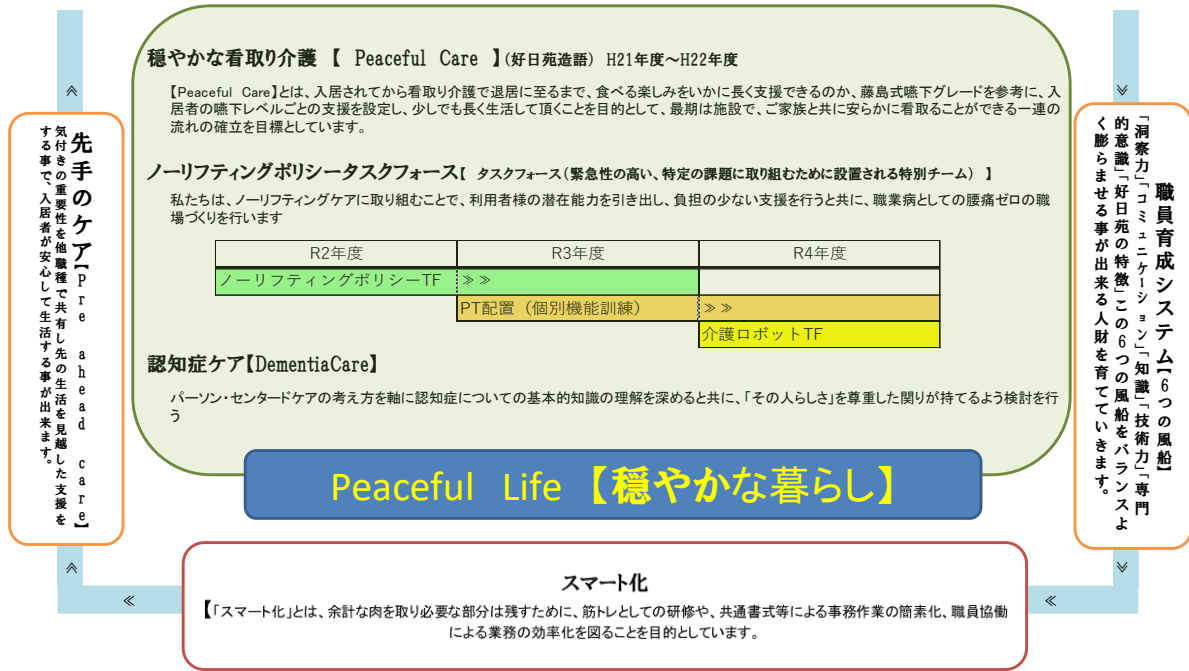 穏やかな看取り介護 【 Peaceful Care 】(好日苑造語) H21年度～H22年度
【Peaceful Care】とは、入居されてから看取り介護で退居に至るまで、食べる楽しみをいかに長く支援できるのか、藤島式嚥下グレードを参考に、入
居者の嚥下レベルごとの支援を設定し、少しでも長く生活して頂くことを目的として、最期は施設で、ご家族と共に安らかに看取ることができる一連の
流れの確立を目標としています。
ノーリフティングポリシータスクフォース【 タスクフォース（緊急性の高い、特定の課題に取り組むために設置される特別チーム） 】
私たちは、ノーリフティングケアに取り組むことで、利用者様の潜在能力を引き出し、負担の少ない支援を行うと共に、職業病としての腰痛ゼロの職
場づくりを行います
R2年度 R3年度 R4年度
ノーリフティングポリシーTF ≫≫
PT配置（個別機能訓練） ≫≫
介護ロボットTF
認知症ケア【DementiaCare】
パーソン・センタードケアの考え方を軸に認知症についての基本的知識の理解を深めると共に、「その人らしさ」を尊重した関りが持てるよう検討を行
う
Peaceful Life 【穏やかな暮らし】
職員育成システム【6つの風船】
「洞察力」「コミュニケーション」「知識」「技術力」「専門
的意識」「好日苑の特徴」この6つの風船をバランスよ
く膨らませる事が出来る人財を育てていきます。
スマート化
【「スマート化」とは、余計な肉を取り必要な部分は残すために、筋トレとしての研修や、共通書式等による事務作業の簡素化、職員協働
による業務の効率化を図ることを目的としています。
先手のケア【Pre ahead care】
気付きの重要性を他職種で共有し先の生活を見越した支援を
する事で、入居者が安心して生活する事が出来ます。